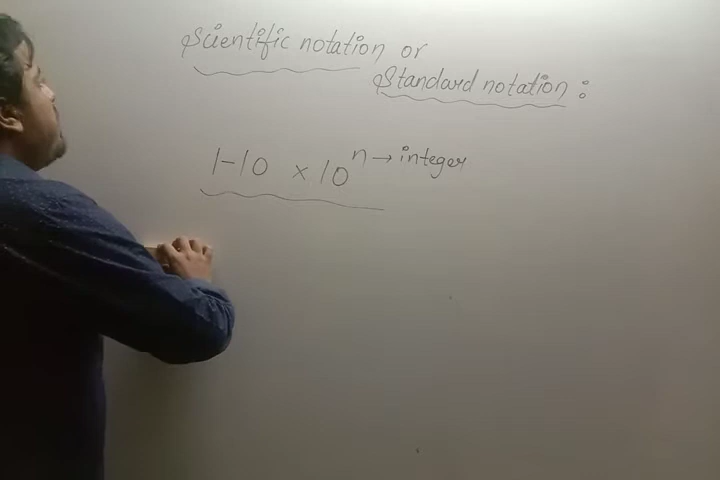 Scientific notation or
Standard notation :
1-10 × 10^n → integer